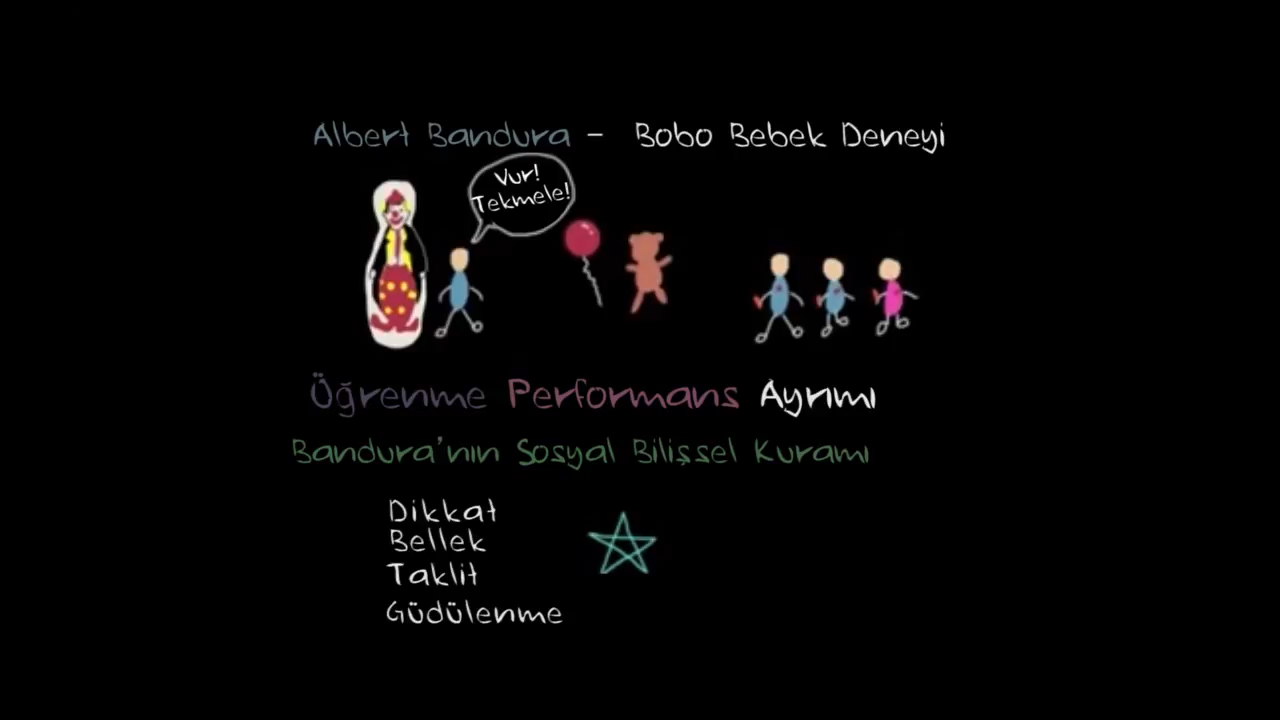 Albert Bandura - Bobo Bebek Deneyi
Vur!
Tekmele!
Öğrenme Performans Ayrımı
Bandura'nın Sosyal Bilişsel Kuramı
Dikkat
Bellek
Taklit
Güdülenme